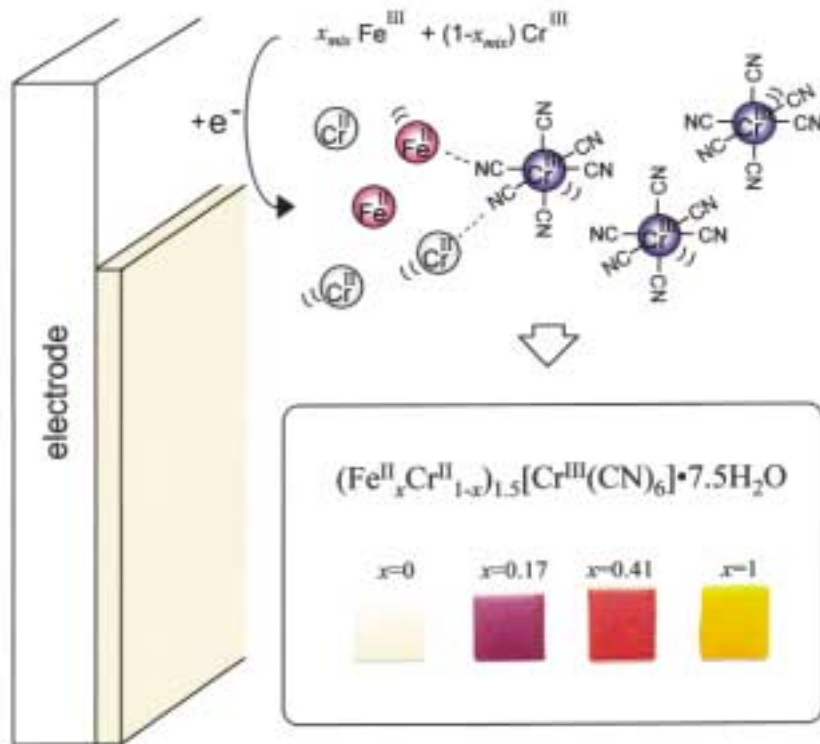 x_mix Fe^III + (1-x_mix) Cr^III
+e⁻
Cr^II
Fe^II
Fe^II
Cr^II
Cr^II
CN
NC
CN
Cr^III
NC
CN
CN
CN
CN
NC
Cr^III
CN
NC
CN
CN
CN
NC
Cr^III
CN
NC
CN
electrode
(Fe^II_xCr^II_1-x)_1.5[Cr^III(CN)_6]•7.5H_2O
x=0 x=0.17 x=0.41 x=1